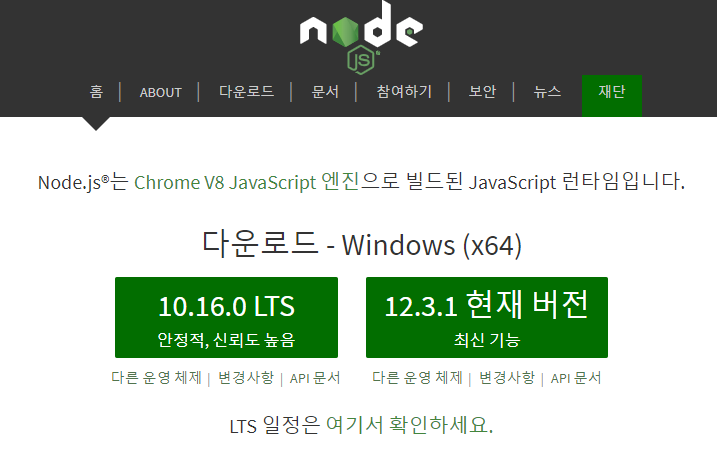 node
JS
홈 | ABOUT | 다운로드 | 문서 | 참여하기 | 보안 | 뉴스 재단
Node.js®는 Chrome V8 JavaScript 엔진으로 빌드된 JavaScript 런타임입니다.
다운로드 - Windows (x64)
10.16.0 LTS
안정적, 신뢰도 높음
12.3.1 현재 버전
최신 기능
다른 운영 체제 | 변경사항 | API 문서
다른 운영 체제 | 변경사항 | API 문서
LTS 일정은 여기서 확인하세요.